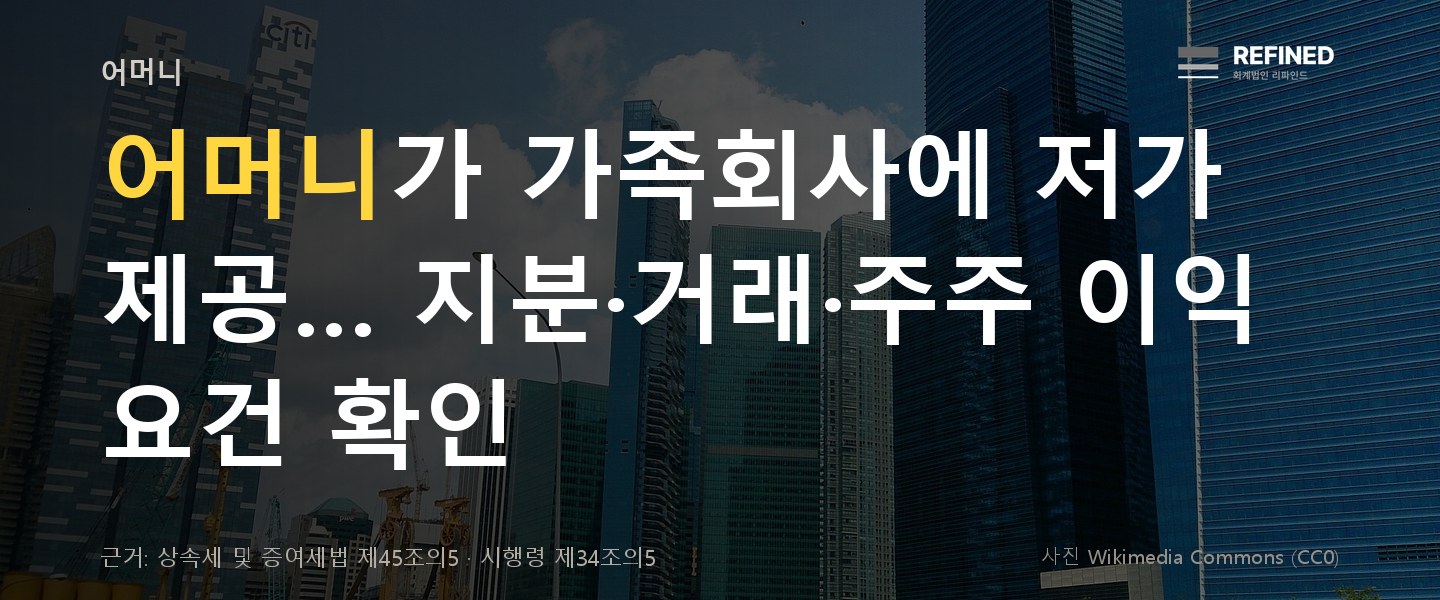 citi
어머니
REFINED
회계법인 리파인드
어머니가 가족회사에 저가
제공... 지분·거래·주주 이익
요건 확인
pwc
근거: 상속세 및 증여세법 제45조의5 · 시행령 제34조의5
사진 Wikimedia Commons (CC0)